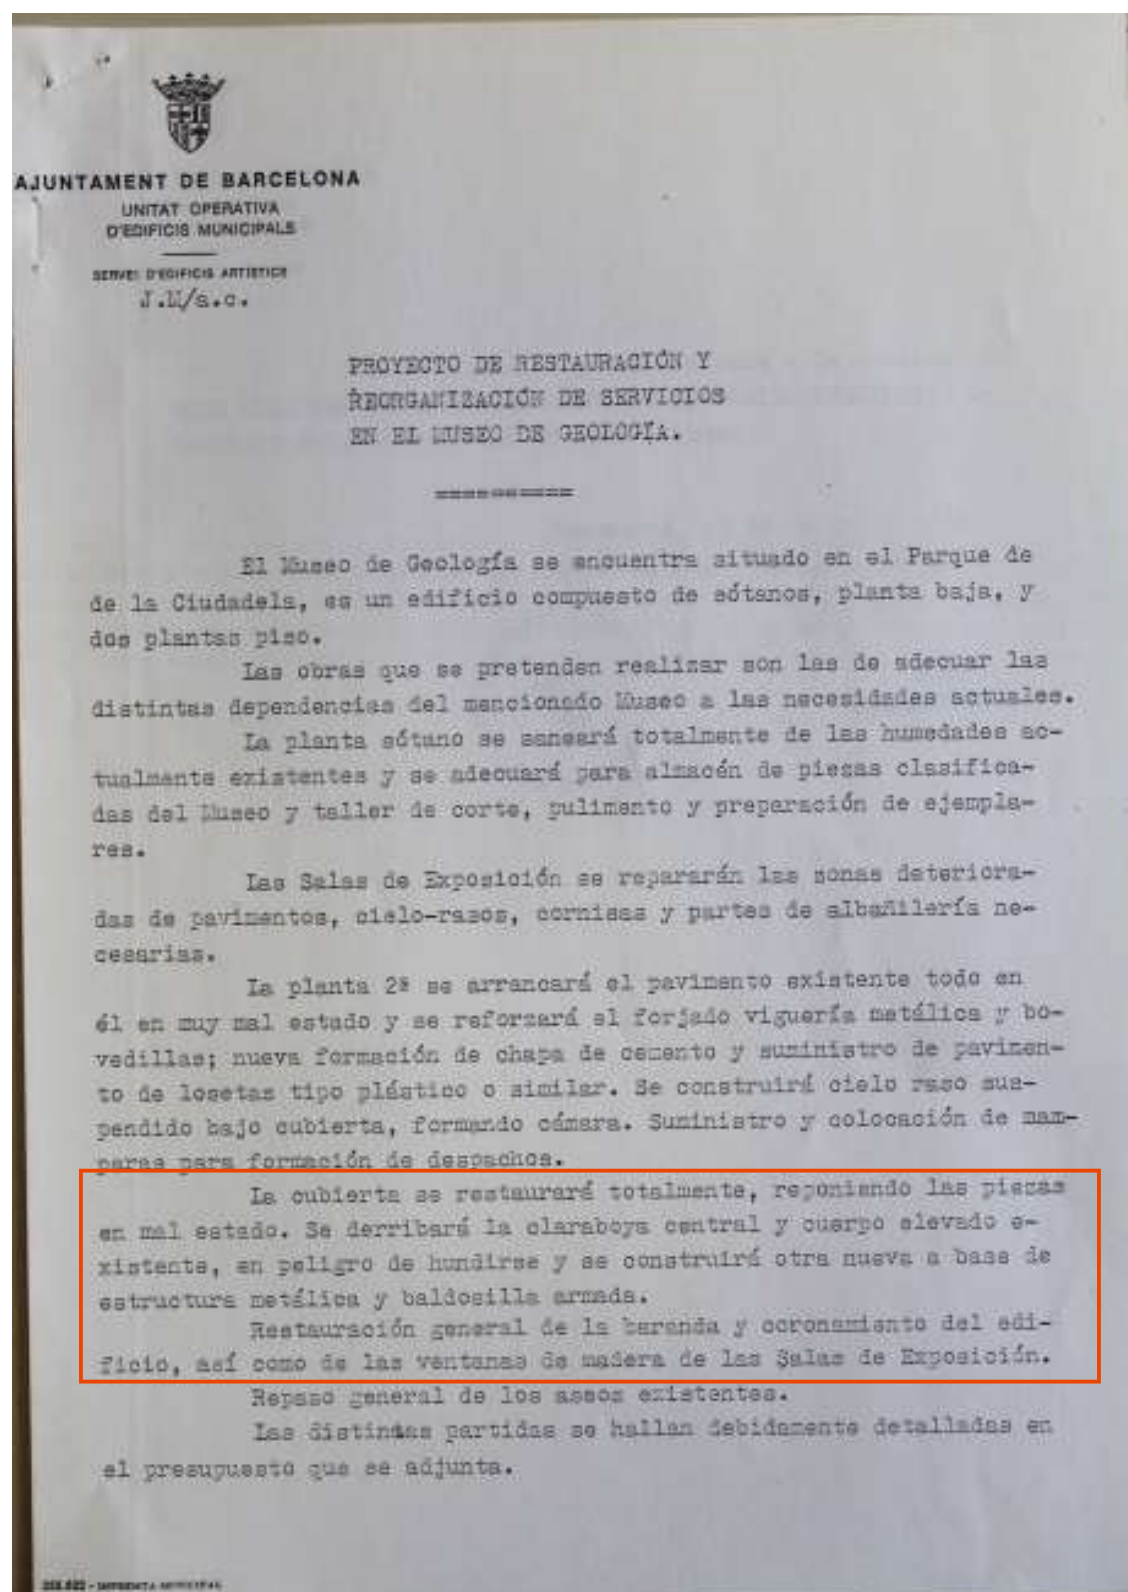 AJUNTAMENT DE BARCELONA
UNITAT OPERATIVA
D'EDIFICIS MUNICIPALS
SERVEI D'EDIFICIS ARTISTICS
J.M/a.c.
PROYECTO DE RESTAURACIÓN Y
REORGANIZACIÓN DE SERVICIOS
EN EL MUSEO DE GEOLOGÍA.
==========
El Museo de Geología se encuentra situado en el Parque de
de la Ciudadela, es un edificio compuesto de sótanos, planta baja, y
dos plantas piso.
Las obras que se pretenden realizar son las de adecuar las
distintas dependencias del mencionado Museo a las necesidades actuales.
La planta sótano se saneará totalmente de las humedades ac-
tualmente existentes y se adecuará para almacén de piezas clasifica-
das del Museo y taller de corte, pulimento y preparación de ejempla-
res.
Las Salas de Exposición se repararán las zonas deteriora-
das de pavimentos, cielo-rasos, cornisas y partes de albañilería ne-
cesarias.
La planta 2ª se arrancará el pavimento existente todo en
él en muy mal estado y se reforzará el forjado viguería metálica y bo-
vedillas; nueva formación de chapa de cemento y suministro de pavimen-
to de losetas tipo plástico o similar. Se construirá cielo raso sus-
pendido bajo cubierta, formando cámara. Suministro y colocación de mam-
paras para formación de despachos.
La cubierta se restaurará totalmente, reponiendo las piezas
en mal estado. Se derribará la claraboya central y cuerpo elevado e-
xistente, en peligro de hundirse y se construirá otra nueva a base de
estructura metálica y baldosilla armada.
Restauración general de la baranda y coronamiento del edi-
ficio, así como de las ventanas de madera de las Salas de Exposición.
Repaso general de los aseos existentes.
Las distintas partidas se hallan debidamente detalladas en
el presupuesto que se adjunta.
IMPRENTA MUNICIPAL